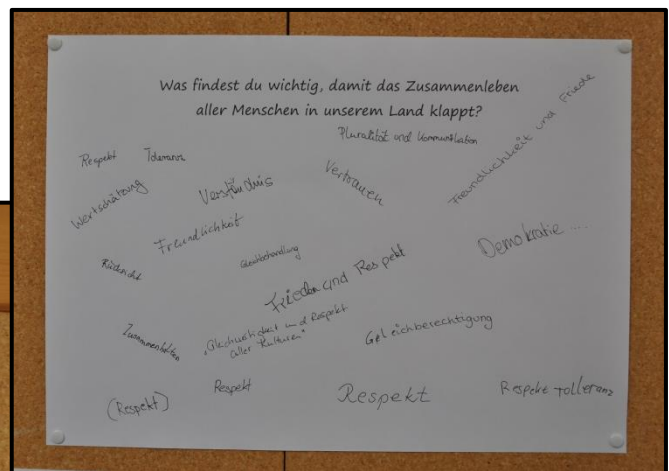 Was findest du wichtig, damit das Zusammenleben
aller Menschen in unserem Land klappt?
Pluralität und Kommunikation
Freundlichkeit und Friede
Respekt
Toleranz
Vertrauen
Wertschätzung
Verständnis
Freundlichkeit
Demokratie ....
Rücksicht
Gleichbehandlung
Frieden und Respekt
Zusammenhalten
„Gleichwertigkeit und Respekt
aller Kulturen"
Geleichberechtigung
(Respekt)
Respekt
Respekt
Respeke Tolleranz